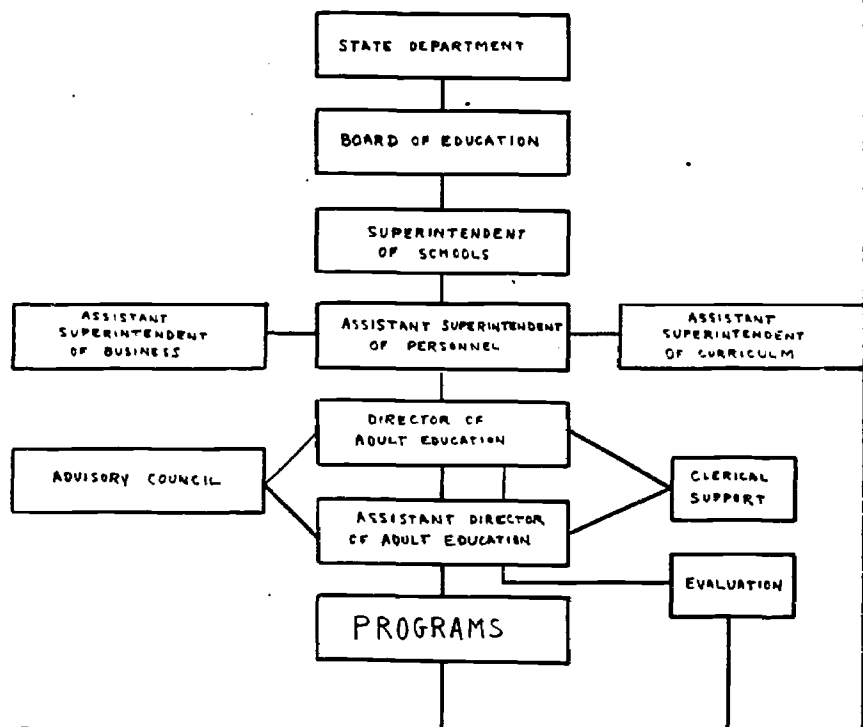 STATE DEPARTMENT
BOARD OF EDUCATION
SUPERINTENDENT
OF SCHOOLS
ASSISTANT
SUPERINTENDENT
OF BUSINESS
ASSISTANT SUPERINTENDENT
OF PERSONNEL
ASSISTANT
SUPERINTENDENT
OF CURRICULM
DIRECTOR OF
ADULT EDUCATION
ADVISORY COUNCIL
CLERICAL
SUPPORT
ASSISTANT DIRECTOR
OF ADULT EDUCATION
EVALUATION
PROGRAMS